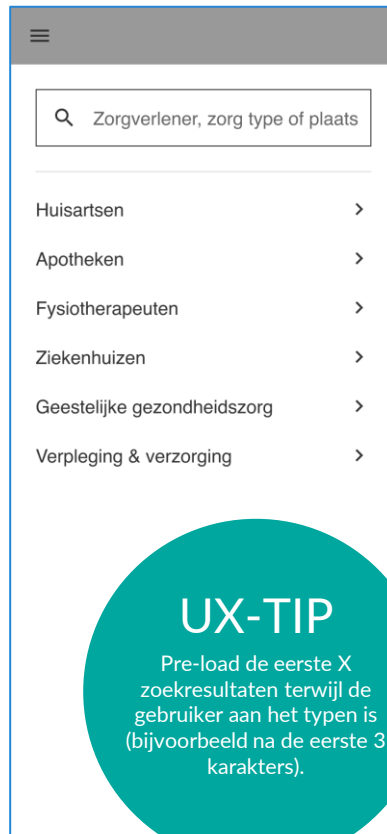 Zorgverlener, zorg type of plaats
Huisartsen
Apotheken
Fysiotherapeuten
Ziekenhuizen
Geestelijke gezondheidszorg
Verpleging & verzorging
UX-TIP
Pre-load de eerste X
zoekresultaten terwijl de
gebruiker aan het typen is
(bijvoorbeeld na de eerste 3
karakters).